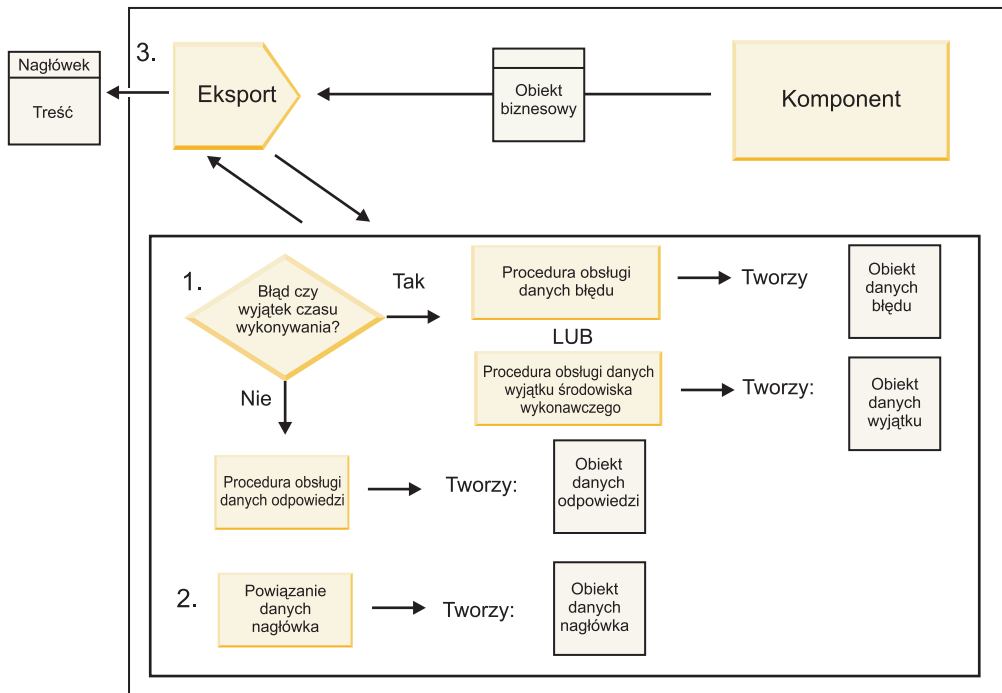 Nagłówek
Treść
3.
Eksport
Obiekt
biznesowy
Komponent
1.
Błąd czy
wyjątek czasu
wykonywania?
Tak
Procedura obsługi
danych błędu
Tworzy
Obiekt
danych
błędu
LUB
Procedura obsługi danych
wyjątku środowiska
wykonawczego
Tworzy:
Obiekt
danych
wyjątku
Nie
Procedura obsługi
danych odpowiedzi
Tworzy:
Obiekt
danych
odpowiedzi
2.
Powiązanie
danych
nagłówka
Tworzy:
Obiekt
danych
nagłówka